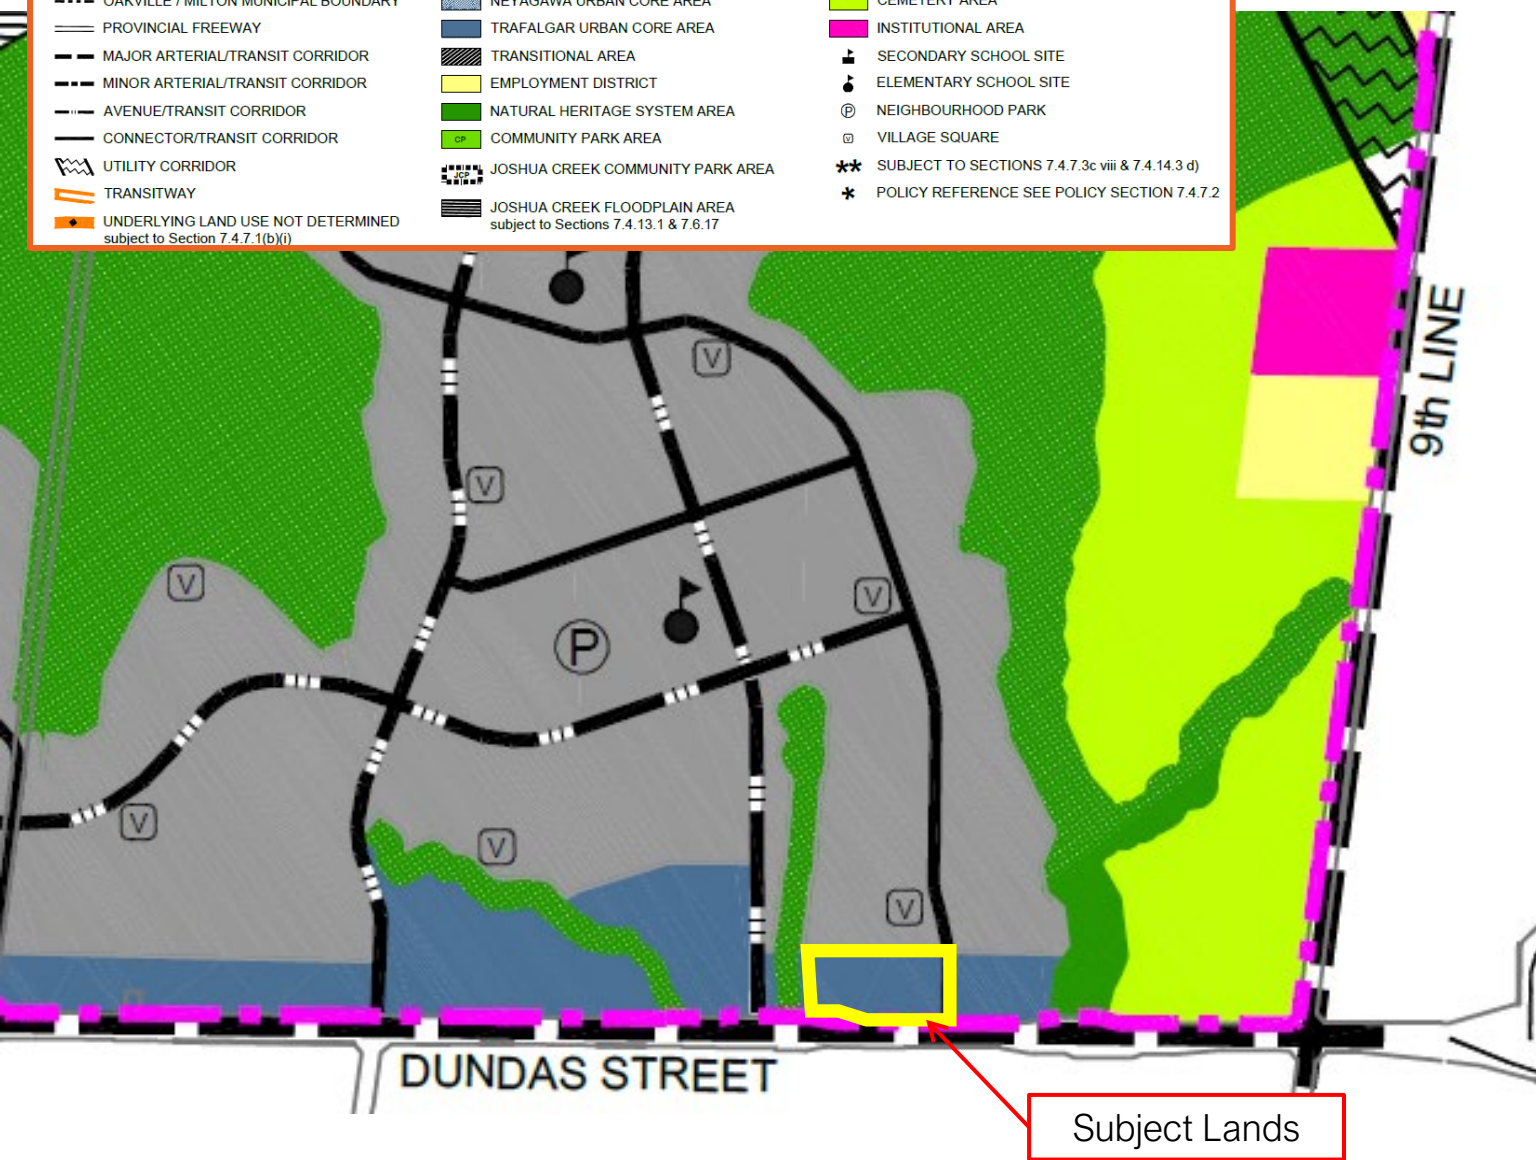 OAKVILLE / MILTON MUNICIPAL BOUNDARY
PROVINCIAL FREEWAY
MAJOR ARTERIAL/TRANSIT CORRIDOR
MINOR ARTERIAL/TRANSIT CORRIDOR
AVENUE/TRANSIT CORRIDOR
CONNECTOR/TRANSIT CORRIDOR
UTILITY CORRIDOR
TRANSITWAY
UNDERLYING LAND USE NOT DETERMINED
subject to Section 7.4.7.1(b)(i)
NEYAGAWA URBAN CORE AREA
TRAFALGAR URBAN CORE AREA
TRANSITIONAL AREA
EMPLOYMENT DISTRICT
NATURAL HERITAGE SYSTEM AREA
CP COMMUNITY PARK AREA
JCP JOSHUA CREEK COMMUNITY PARK AREA
JOSHUA CREEK FLOODPLAIN AREA
subject to Sections 7.4.13.1 & 7.6.17
CEMETERY AREA
INSTITUTIONAL AREA
SECONDARY SCHOOL SITE
ELEMENTARY SCHOOL SITE
P NEIGHBOURHOOD PARK
V VILLAGE SQUARE
** SUBJECT TO SECTIONS 7.4.7.3c viii & 7.4.14.3 d)
* POLICY REFERENCE SEE POLICY SECTION 7.4.7.2
V
9th LINE
V
V
V
P
V
V
V
DUNDAS STREET
Subject Lands